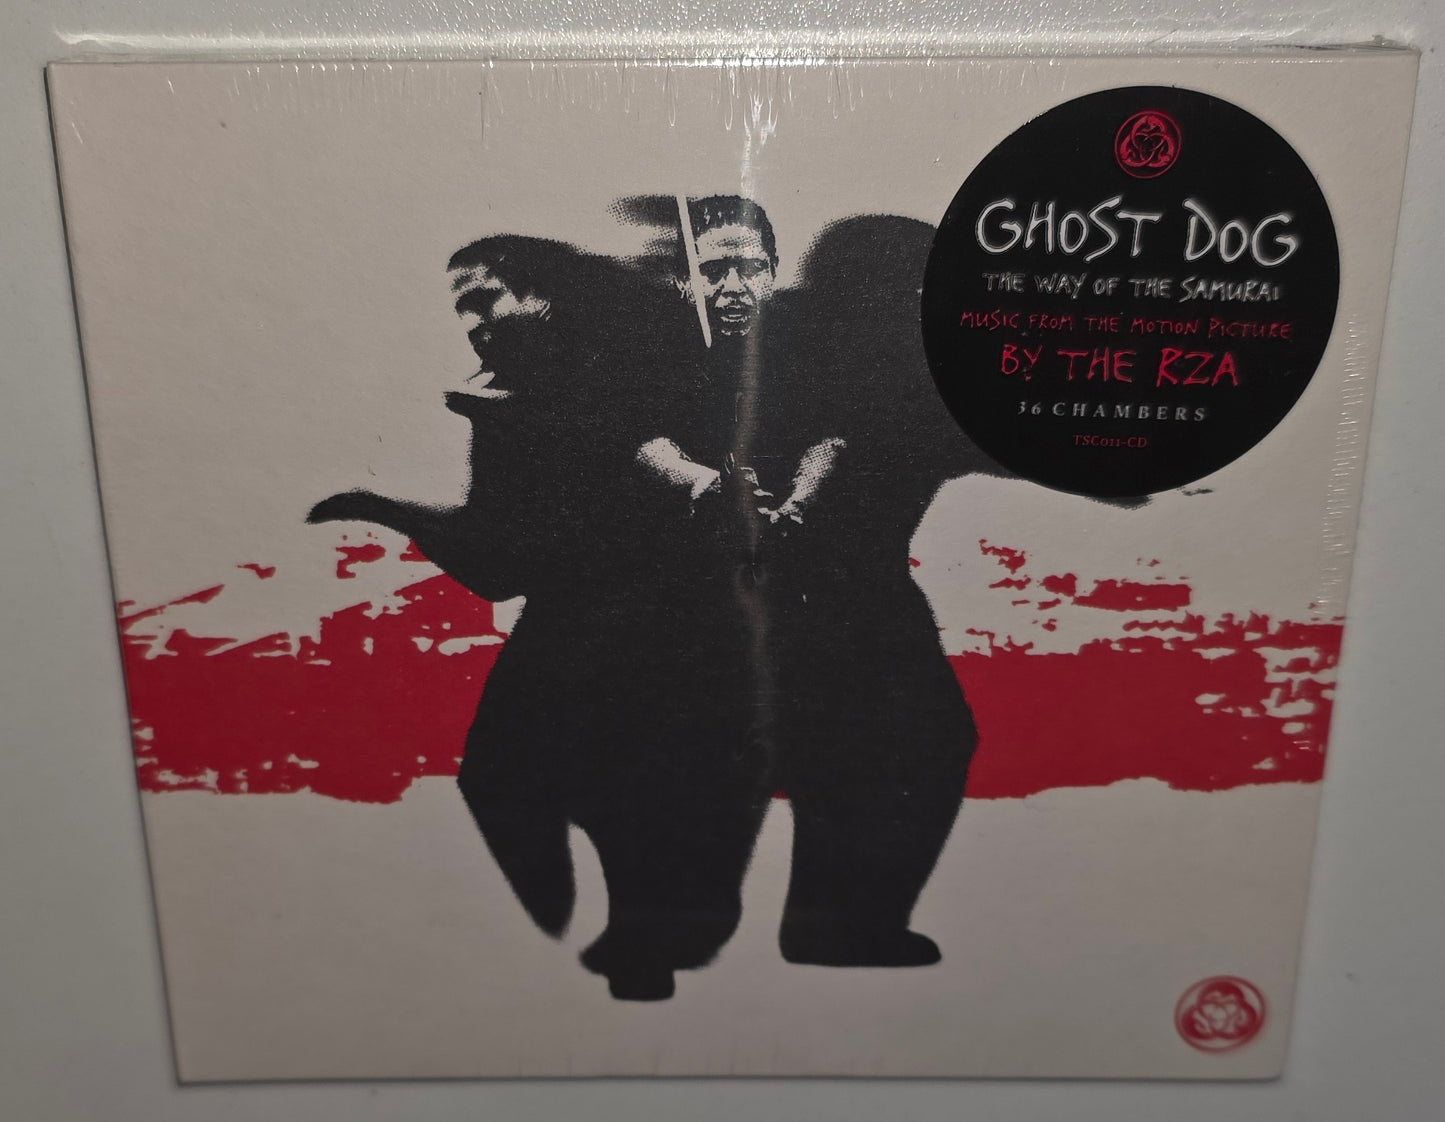 GHOST DOG
THE WAY OF THE SAMURAI
MUSIC FROM THE MOTION PICTURE
BY THE RZA
36 CHAMBERS
TSC011-CD